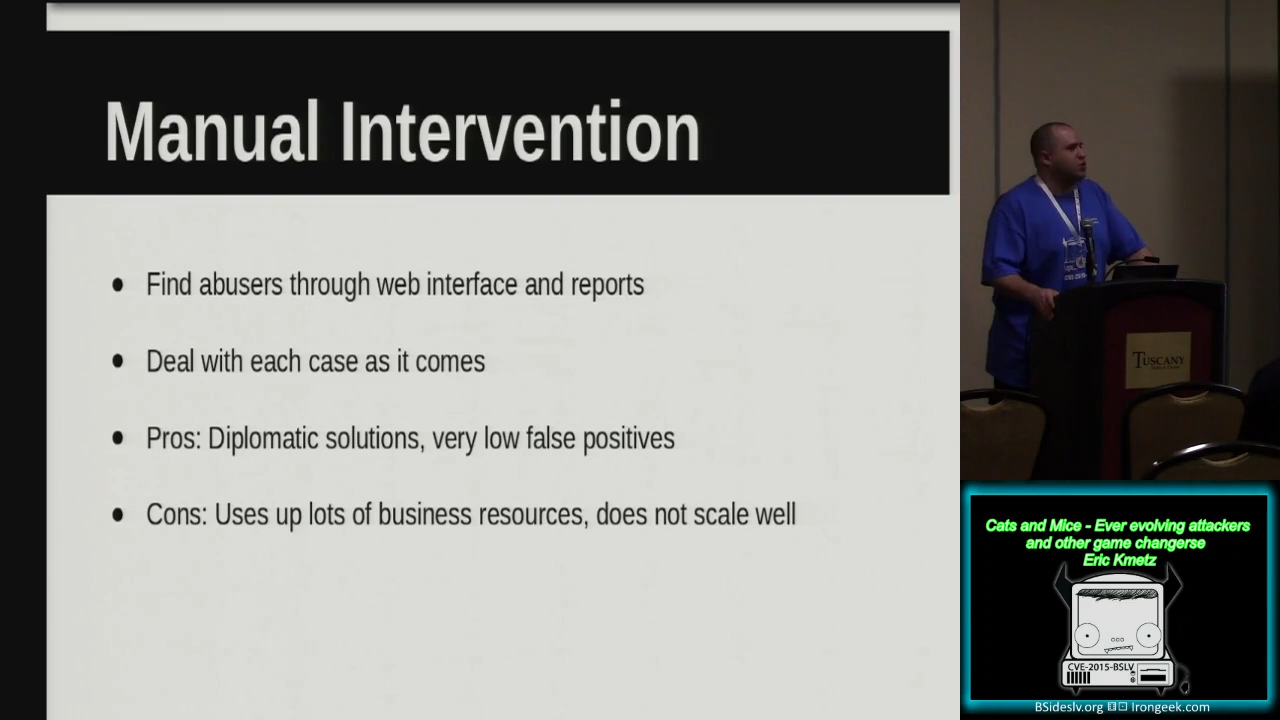 Manual Intervention
• Find abusers through web interface and reports
• Deal with each case as it comes
• Pros: Diplomatic solutions, very low false positives
• Cons: Uses up lots of business resources, does not scale well
TUSCANY
Cats and Mice - Ever evolving attackers
and other game changerse
Eric Kmetz
CVE-2015-BSLV
BSideslv.org Irongeek.com